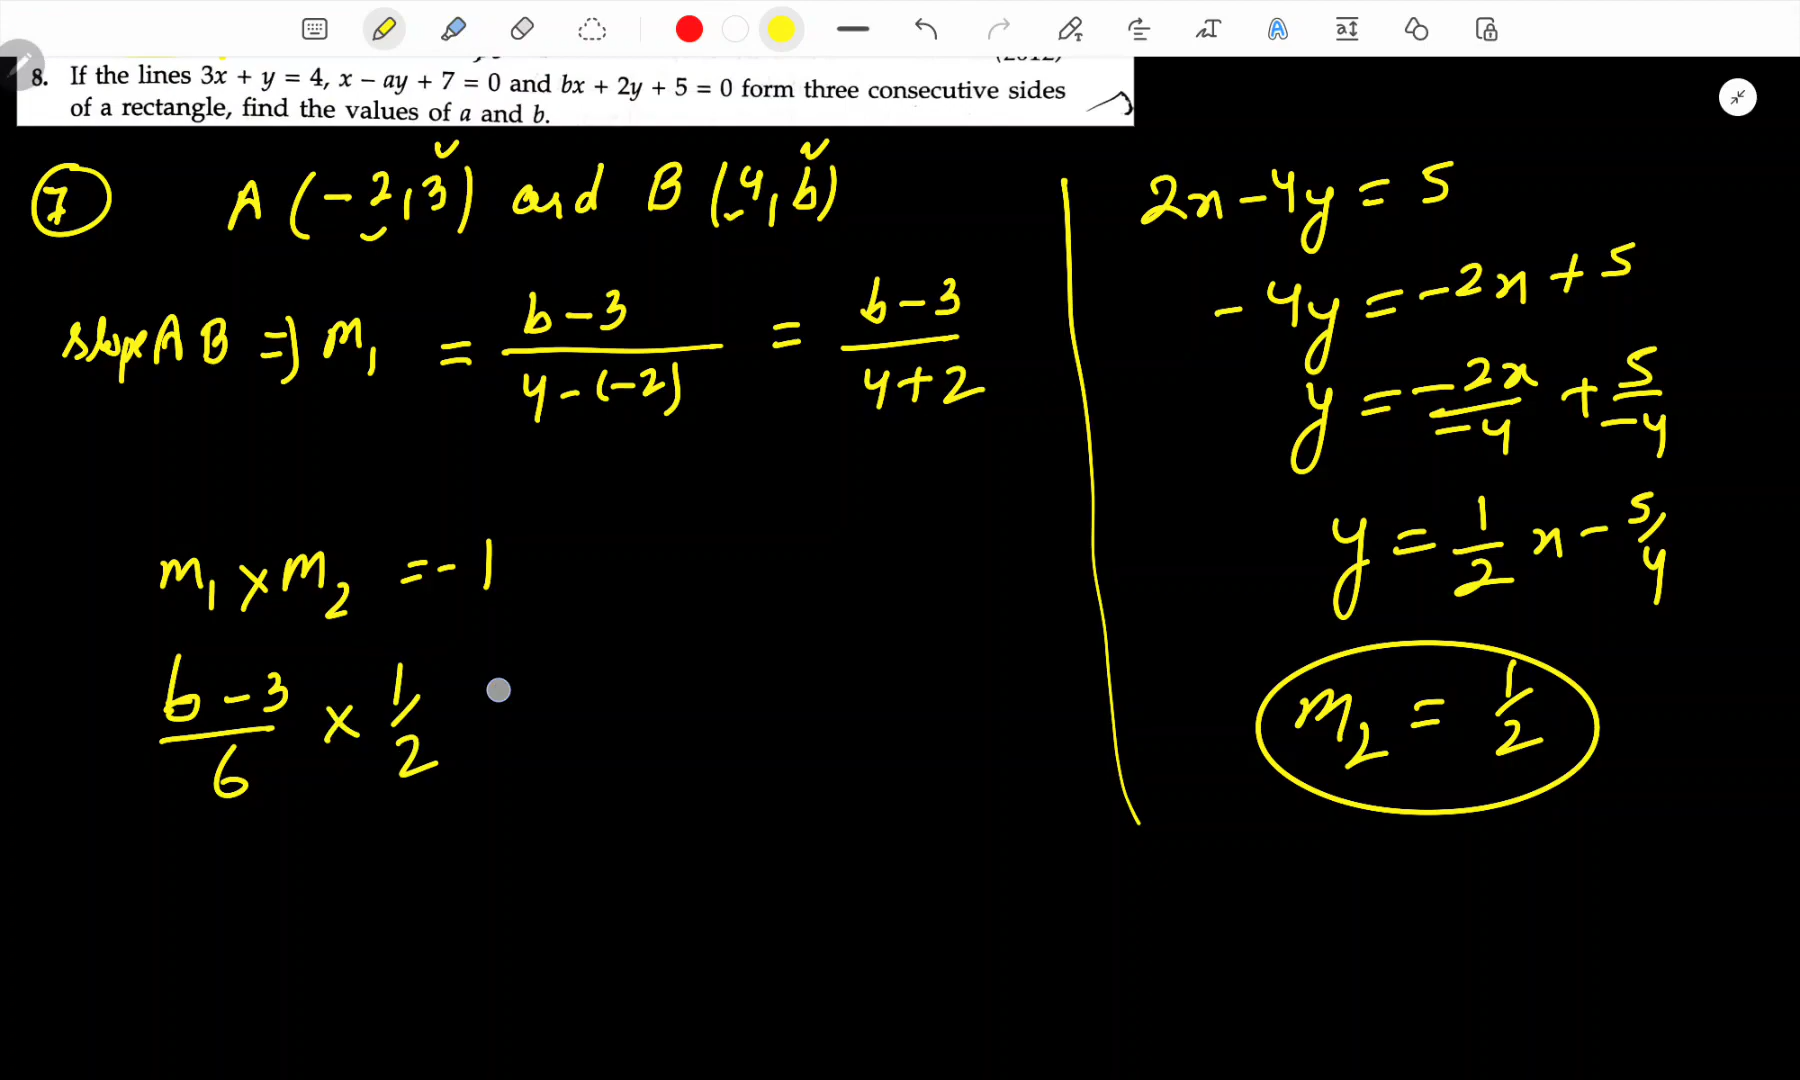 8. If the lines 3x + y = 4, x – ay + 7 = 0 and bx + 2y + 5 = 0 form three consecutive sides
of a rectangle, find the values of a and b.
7 A (-2, 3) and B (4, b)
slope AB => m₁ = b-3 / 4-(-2) = b-3 / 4+2
m₁ x m₂ = -1
b-3 / 6 x 1/2
2x-4y = 5
-4y = -2x + 5
y = -2x / -4 + 5 / -4
y = 1/2 x - 5/4
m₂ = 1/2